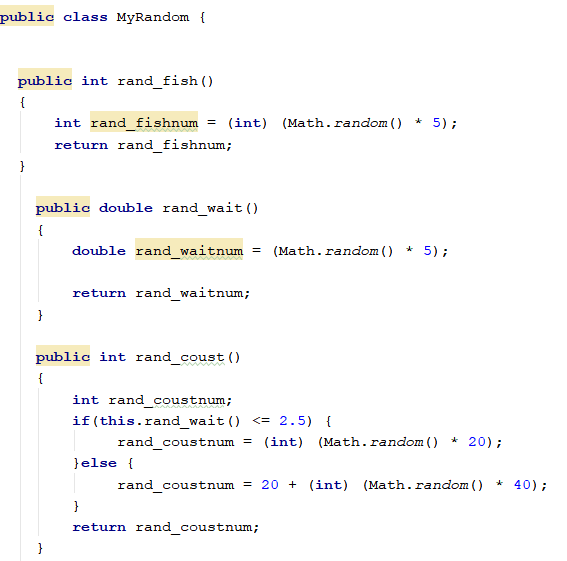 public class MyRandom {
public int rand_fish()
{
int rand_fishnum = (int) (Math.random() * 5);
return rand_fishnum;
}
public double rand_wait()
{
double rand_waitnum = (Math.random() * 5);
return rand_waitnum;
}
public int rand_coust()
{
int rand_coustnum;
if(this.rand_wait() <= 2.5) {
rand_coustnum = (int) (Math.random() * 20);
}else {
rand_coustnum = 20 + (int) (Math.random() * 40);
}
return rand_coustnum;
}